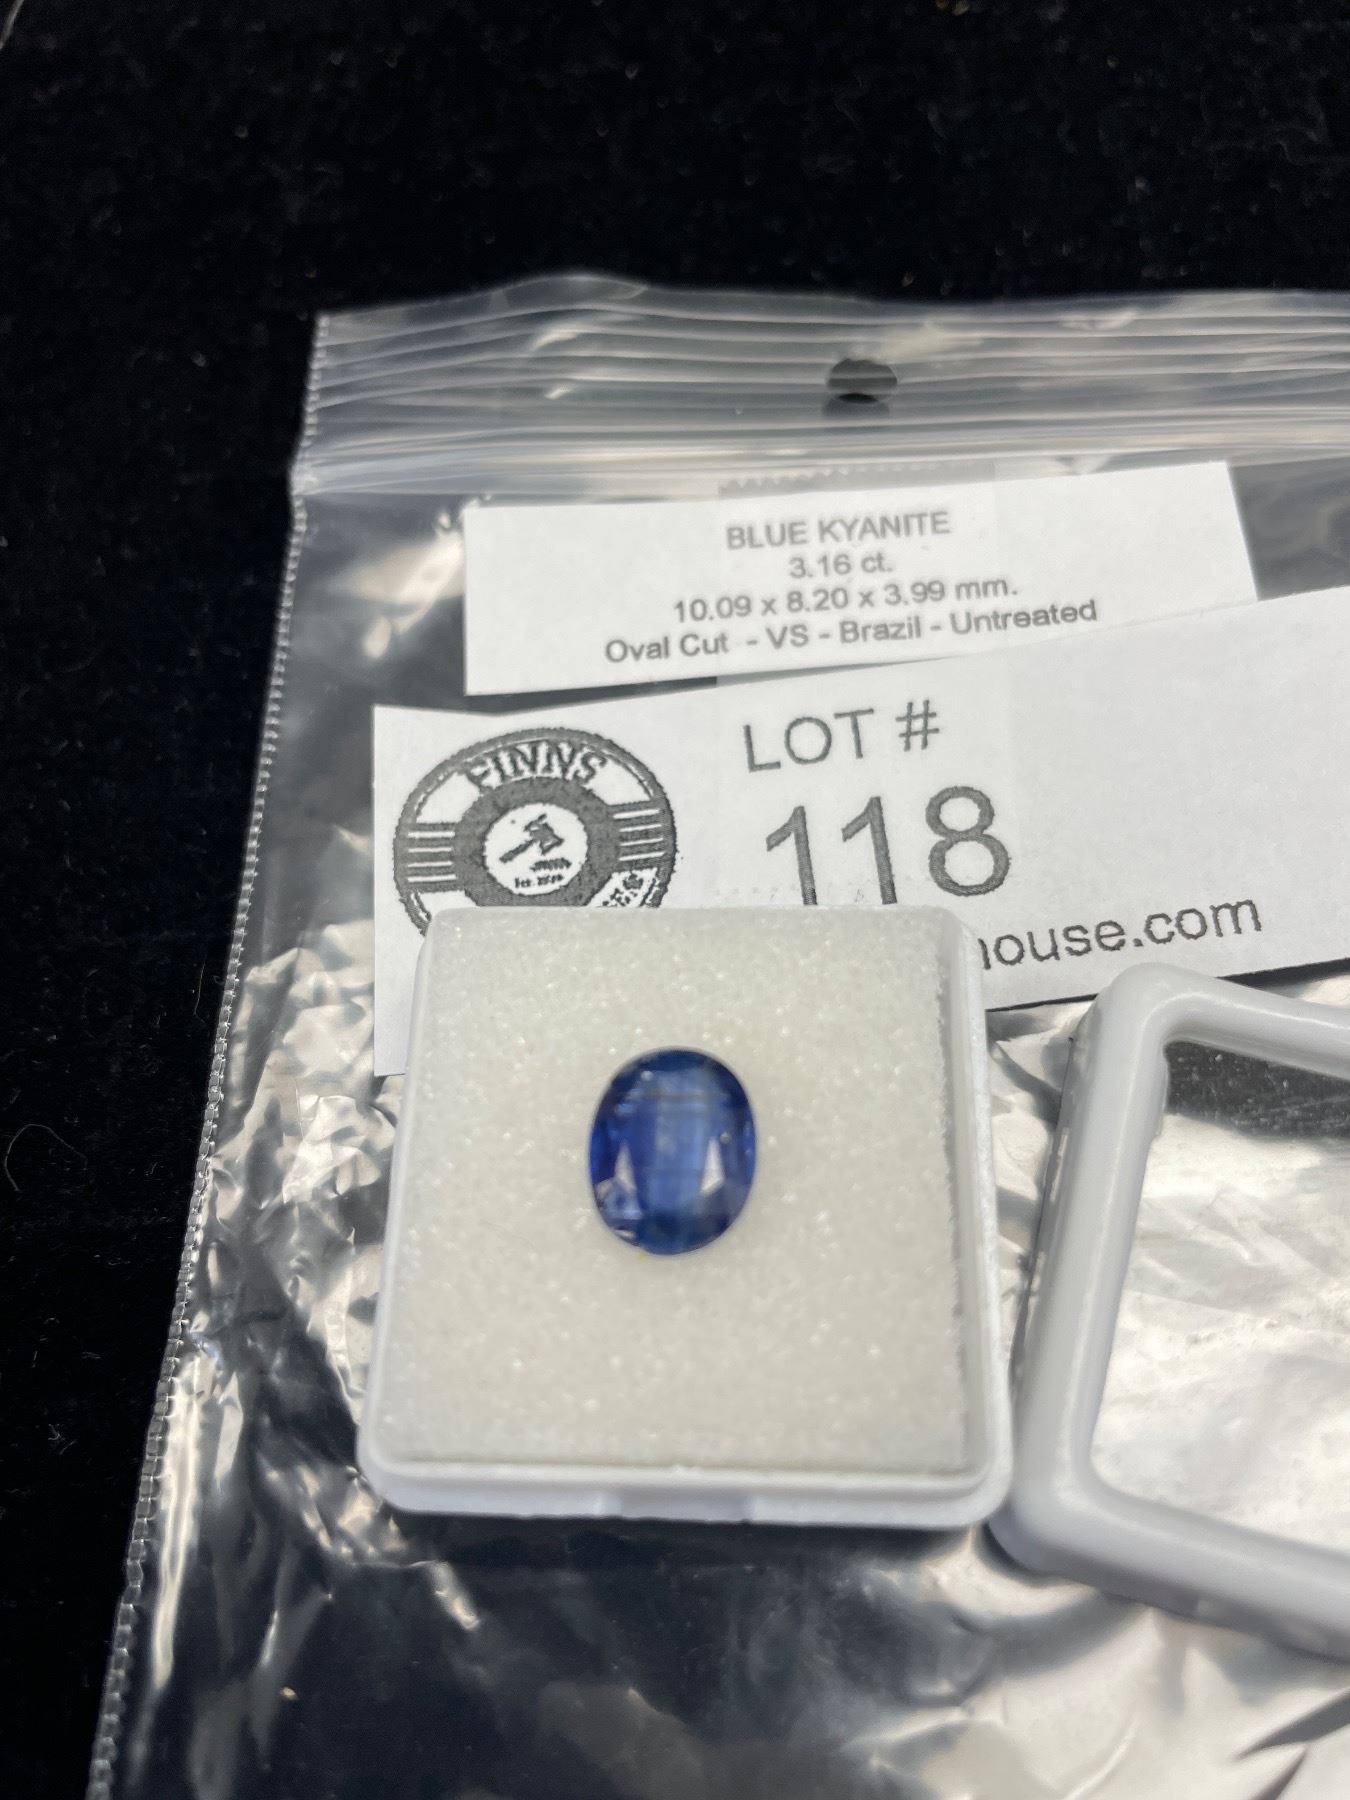 BLUE KYANITE
3.16 ct.
10.09 x 8.20 x 3.99 mm.
Oval Cut - VS - Brazil - Untreated
FINNS
LOT #
118
house.com